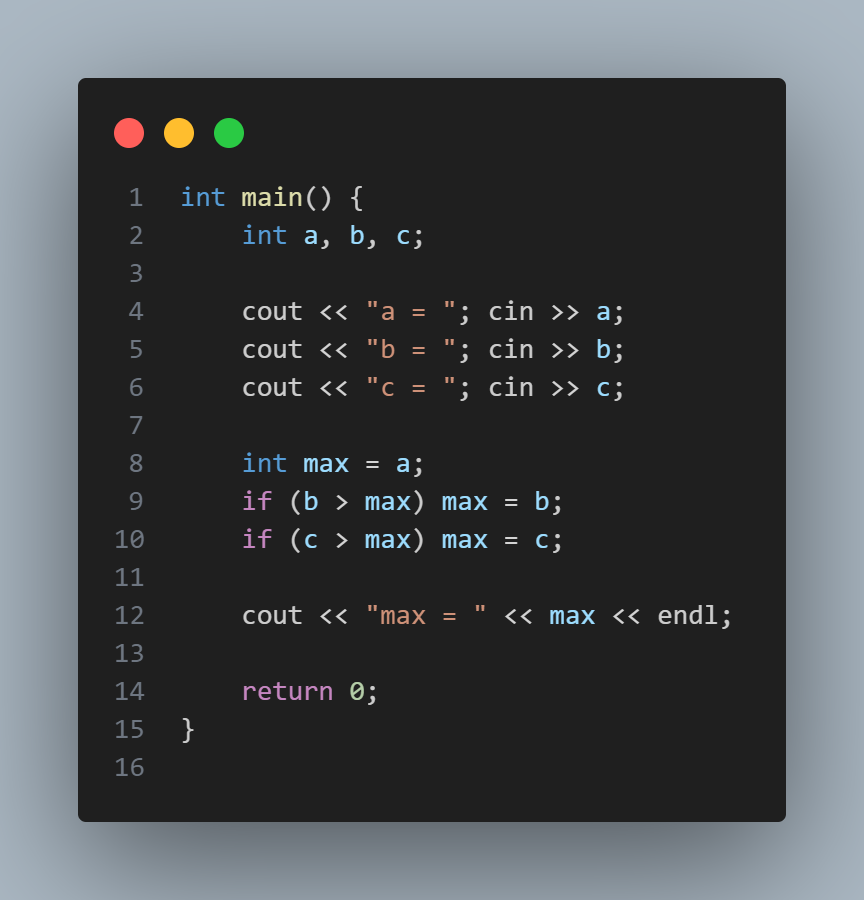 1 int main() {
2     int a, b, c;
3
4     cout << "a = "; cin >> a;
5     cout << "b = "; cin >> b;
6     cout << "c = "; cin >> c;
7
8     int max = a;
9     if (b > max) max = b;
10     if (c > max) max = c;
11
12     cout << "max = " << max << endl;
13
14     return 0;
15 }
16